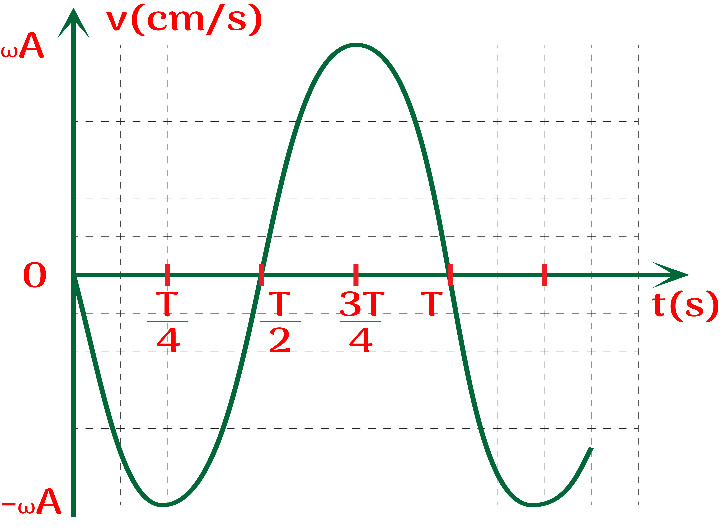 v(cm/s)
ωA
0
T/4
T/2
3T/4
T
t(s)
-ωA